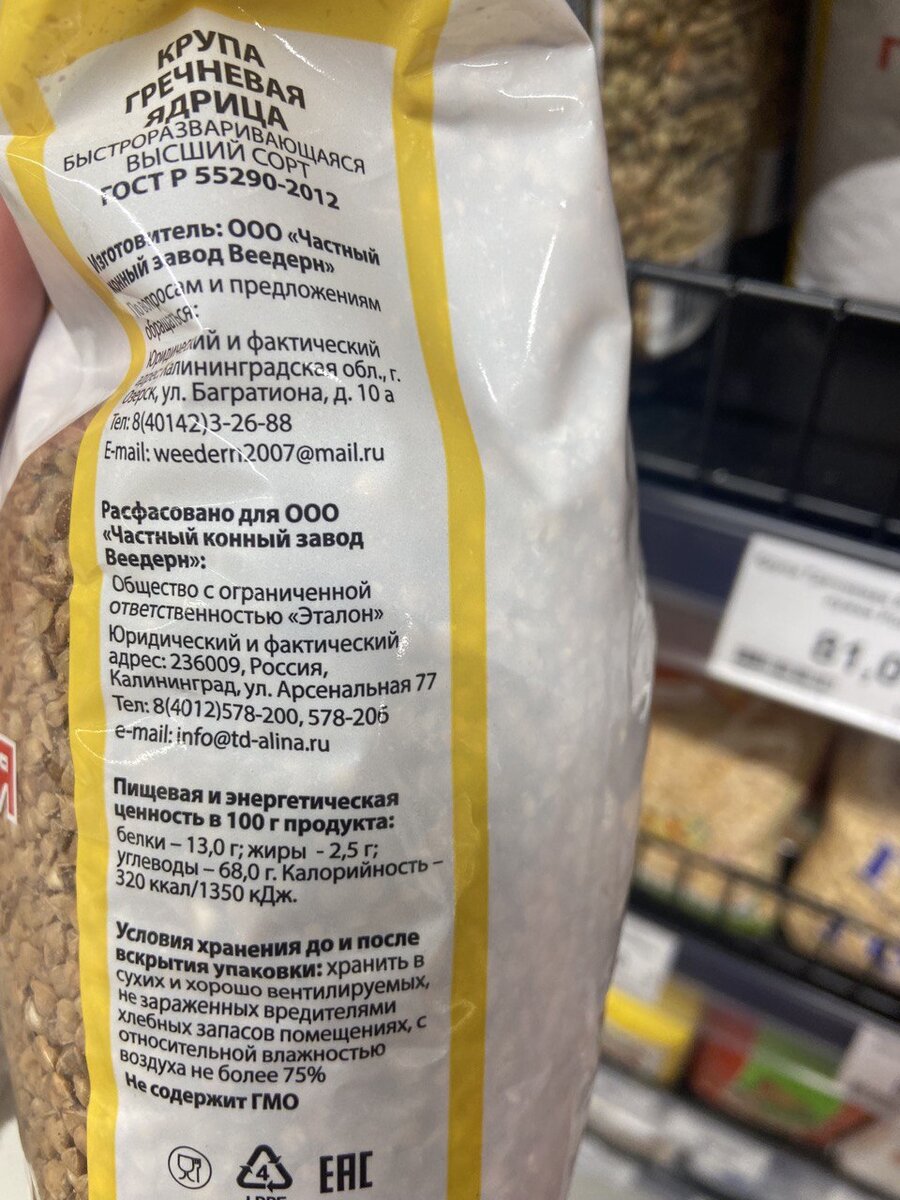 КРУПА
ГРЕЧНЕВАЯ
ЯДРИЦА
БЫСТРОРАЗВАРИВАЮЩАЯСЯ
ВЫСШИЙ СОРТ
ГОСТ Р 55290-2012
Изготовитель: ООО «Частный
конный завод Веедерн»
По вопросам и предложениям
обращаться:
Юридический и фактический
адрес: Калининградская обл., г.
Озерск, ул. Багратиона, д. 10 а
Тел: 8(40142)3-26-88
E-mail: weedern2007@mail.ru
Расфасовано для ООО
«Частный конный завод
Веедерн»:
Общество с ограниченной
ответственностью «Эталон»
Юридический и фактический
адрес: 236009, Россия,
Калининград, ул. Арсенальная 77
Тел: 8(4012)578-200, 578-206
e-mail: info@td-alina.ru
Пищевая и энергетическая
ценность в 100 г продукта:
белки – 13,0 г; жиры - 2,5 г;
углеводы – 68,0 г. Калорийность –
320 ккал/1350 кДж.
Условия хранения до и после
вскрытия упаковки: хранить в
сухих и хорошо вентилируемых,
не зараженных вредителями
хлебных запасов помещениях, с
относительной влажностью
воздуха не более 75%
Не содержит ГМО
4
LDPE
EAC
81,0